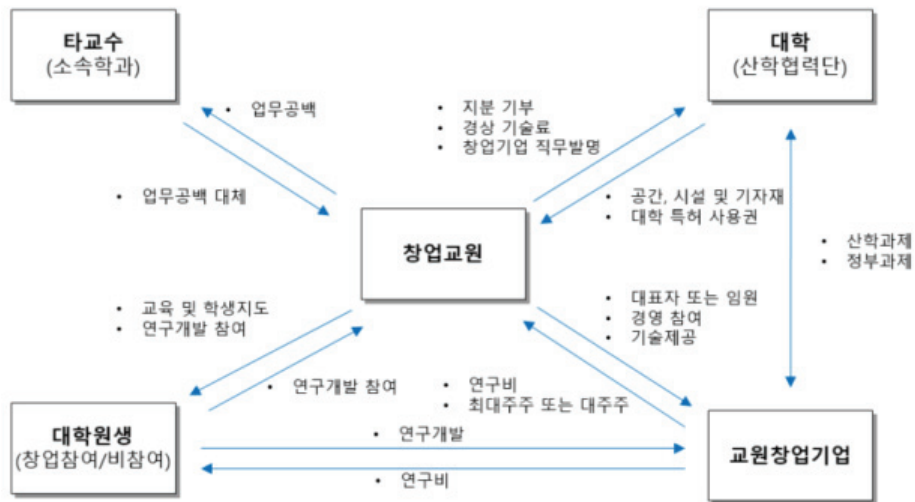 타교수
(소속학과)
대학
(산학협력단)
• 업무공백
• 지분 기부
• 경상 기술료
• 창업기업 직무발명
• 업무공백 대체
• 공간, 시설 및 기자재
• 대학 특허 사용권
창업교원
• 산학과제
• 정부과제
• 교육 및 학생지도
• 연구개발 참여
• 대표자 또는 임원
• 경영 참여
• 기술제공
• 연구개발 참여
• 연구비
• 최대주주 또는 대주주
대학원생
(창업참여/비참여)
• 연구개발
• 연구비
교원창업기업